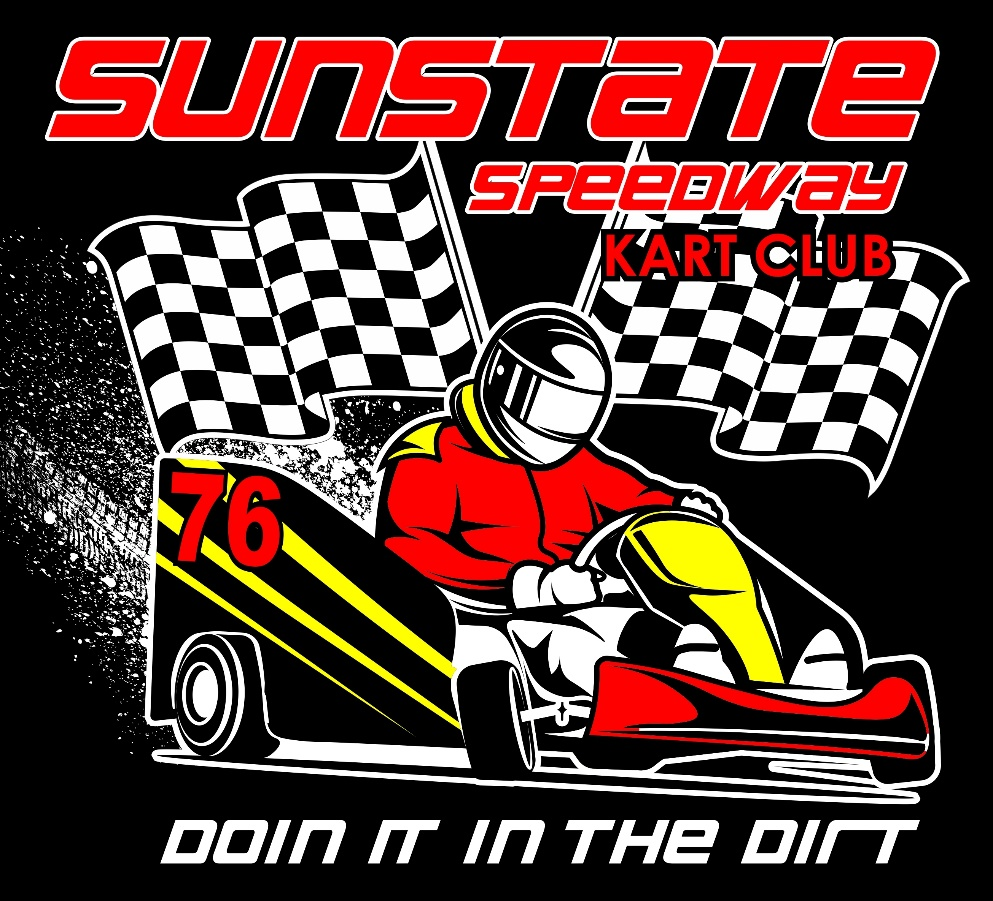 SUNSTATE
SPEEDWAY
KART CLUB
76
DOIN IT IN THE DIRT